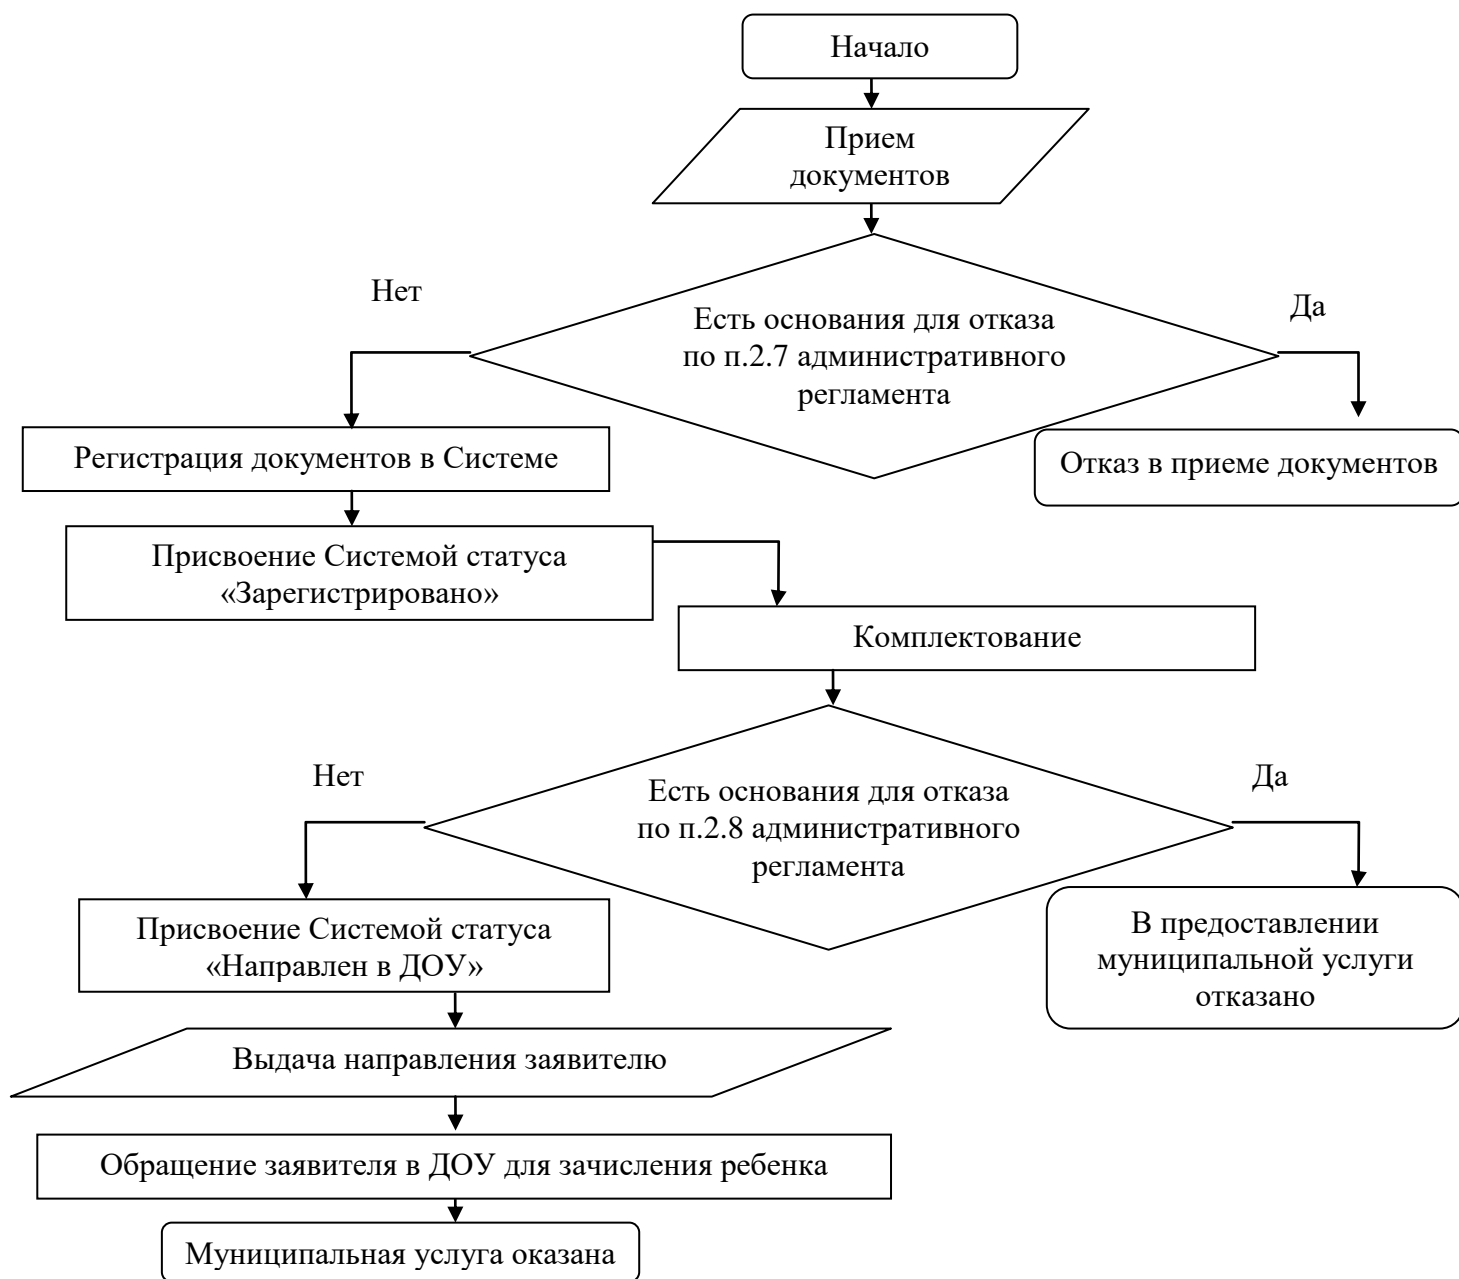 Начало
Прием
документов
Нет
Да
Есть основания для отказа
по п.2.7 административного
регламента
Регистрация документов в Системе
Отказ в приеме документов
Присвоение Системой статуса
«Зарегистрировано»
Комплектование
Нет
Да
Есть основания для отказа
по п.2.8 административного
регламента
Присвоение Системой статуса
«Направлен в ДОУ»
В предоставлении
муниципальной услуги
отказано
Выдача направления заявителю
Обращение заявителя в ДОУ для зачисления ребенка
Муниципальная услуга оказана